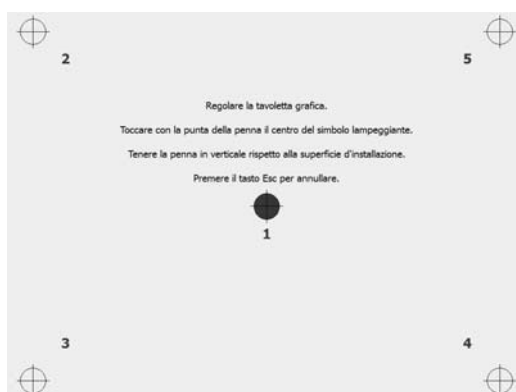 2
5
Regolare la tavoletta grafica.
Toccare con la punta della penna il centro del simbolo lampeggiante.
Tenere la penna in verticale rispetto alla superficie d'installazione.
Premere il tasto Esc per annullare.
1
3
4